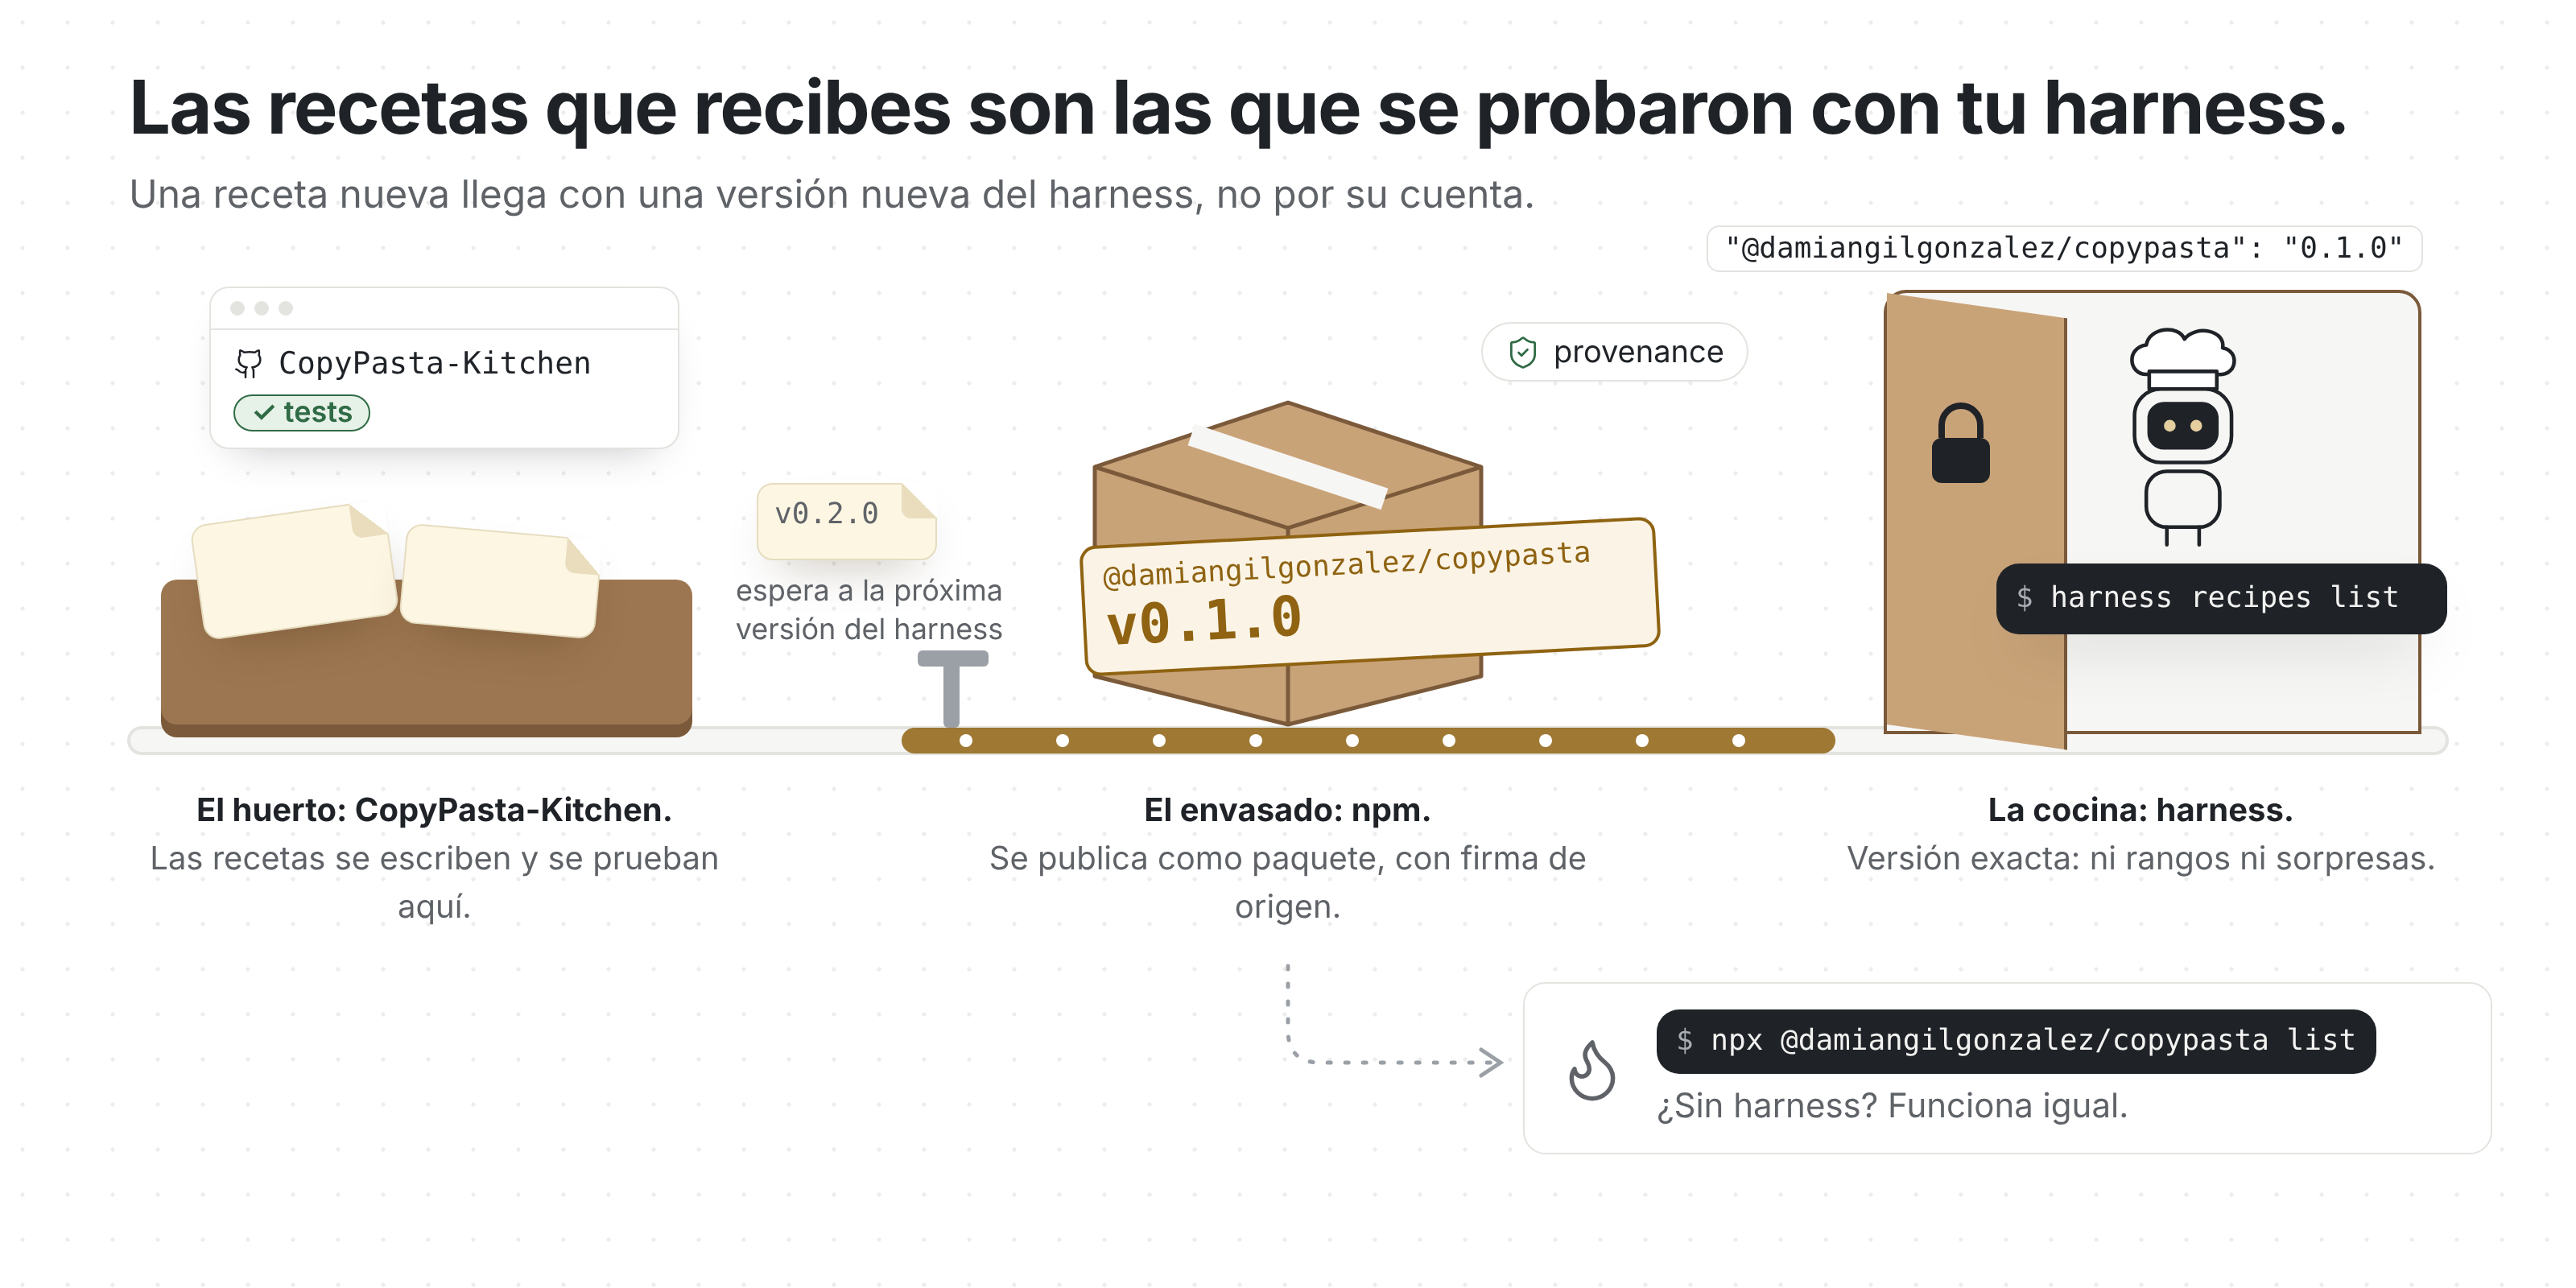 Las recetas que recibes son las que se probaron con tu harness.
Una receta nueva llega con una versión nueva del harness, no por su cuenta.
"@damiangilgonzalez/copypasta": "0.1.0"
CopyPasta-Kitchen
tests
provenance
v0.2.0
espera a la próxima
versión del harness
@damiangilgonzalez/copypasta
v0.1.0
$ harness recipes list
El huerto: CopyPasta-Kitchen.
Las recetas se escriben y se prueban
aquí.
El envasado: npm.
Se publica como paquete, con firma de
origen.
La cocina: harness.
Versión exacta: ni rangos ni sorpresas.
$ npx @damiangilgonzalez/copypasta list
¿Sin harness? Funciona igual.